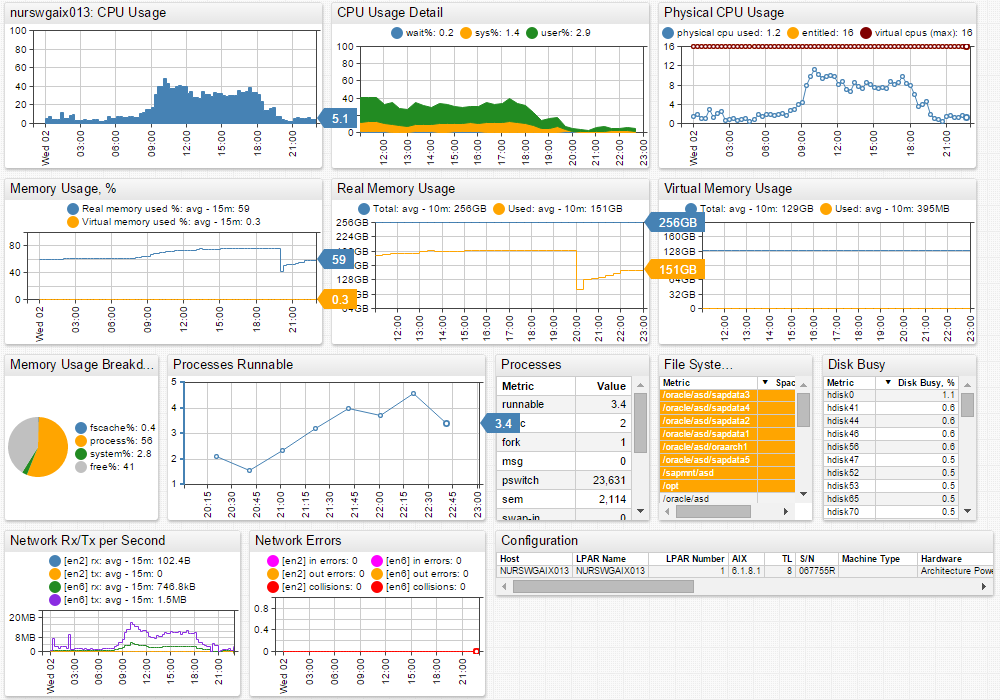 nurswgaix013: CPU Usage
100
80
60
40
20
0
Wed 02
03:00
06:00
09:00
12:00
15:00
18:00
21:00
5.1
CPU Usage Detail
wait%: 0.2 sys%: 1.4 user%: 2.9
100
80
60
40
20
0
12:00
13:00
14:00
15:00
16:00
17:00
18:00
19:00
20:00
21:00
22:00
23:00
Physical CPU Usage
physical cpu used: 1.2 entitled: 16 virtual cpus (max): 16
16
12
8
4
0
Wed 02
03:00
06:00
09:00
12:00
15:00
18:00
21:00
Memory Usage, %
Real memory used %: avg - 15m: 59
Virtual memory used %: avg - 15m: 0.3
80
40
0
Wed 02
03:00
06:00
09:00
12:00
15:00
18:00
21:00
59
0.3
Real Memory Usage
Total: avg - 10m: 256GB Used: avg - 10m: 151GB
256GB
224GB
128GB
12:00
13:00
14:00
15:00
16:00
17:00
18:00
19:00
20:00
21:00
22:00
23:00
256GB
151GB
Virtual Memory Usage
Total: avg - 10m: 129GB Used: avg - 10m: 395MB
160GB
128GB
32GB
0
12:00
13:00
14:00
15:00
16:00
17:00
18:00
19:00
20:00
21:00
22:00
23:00
Memory Usage Breakd...
fscache%: 0.4
process%: 56
system%: 2.8
free%: 41
Processes Runnable
5
4
3
2
1
20:15
20:30
20:45
21:00
21:15
21:30
21:45
22:00
22:15
22:30
22:45
23:00
3.4
Processes
Metric Value
runnable 3.4
c 2
fork 1
msg 0
pswitch 23,631
sem 2,114
swap-in 0
File Syste...
Metric ▼ Spac
/oracle/asd/sapdata3
/oracle/asd/sapdata4
/oracle/asd/sapdata2
/oracle/asd/sapdata1
/oracle/asd/oraarch1
/oracle/asd/sapdata5
/sapmnt/asd
/opt
/oracle/asd
Disk Busy
Metric ▼ Disk Busy, %
hdisk0 1.1
hdisk41 0.6
hdisk44 0.6
hdisk46 0.6
hdisk56 0.6
hdisk47 0.5
hdisk52 0.5
hdisk53 0.5
hdisk65 0.5
hdisk70 0.5
Network Rx/Tx per Second
[en2] rx: avg - 15m: 102.4B
[en2] tx: avg - 15m: 0
[en6] rx: avg - 15m: 746.8kB
[en6] tx: avg - 15m: 1.5MB
20MB
8MB
0
Wed 02
03:00
06:00
09:00
12:00
15:00
18:00
21:00
Network Errors
[en2] in errors: 0 [en6] in errors: 0
[en2] out errors: 0 [en6] out errors: 0
[en2] collisions: 0 [en6] collisions: 0
0.8
0.4
0
Wed 02
03:00
06:00
09:00
12:00
15:00
18:00
21:00
Configuration
Host LPAR Name LPAR Number AIX TL S/N Machine Type Hardware
NURSWGAIX013 NURSWGAIX013 1 6.1.8.1 8 067755R Architecture Powe